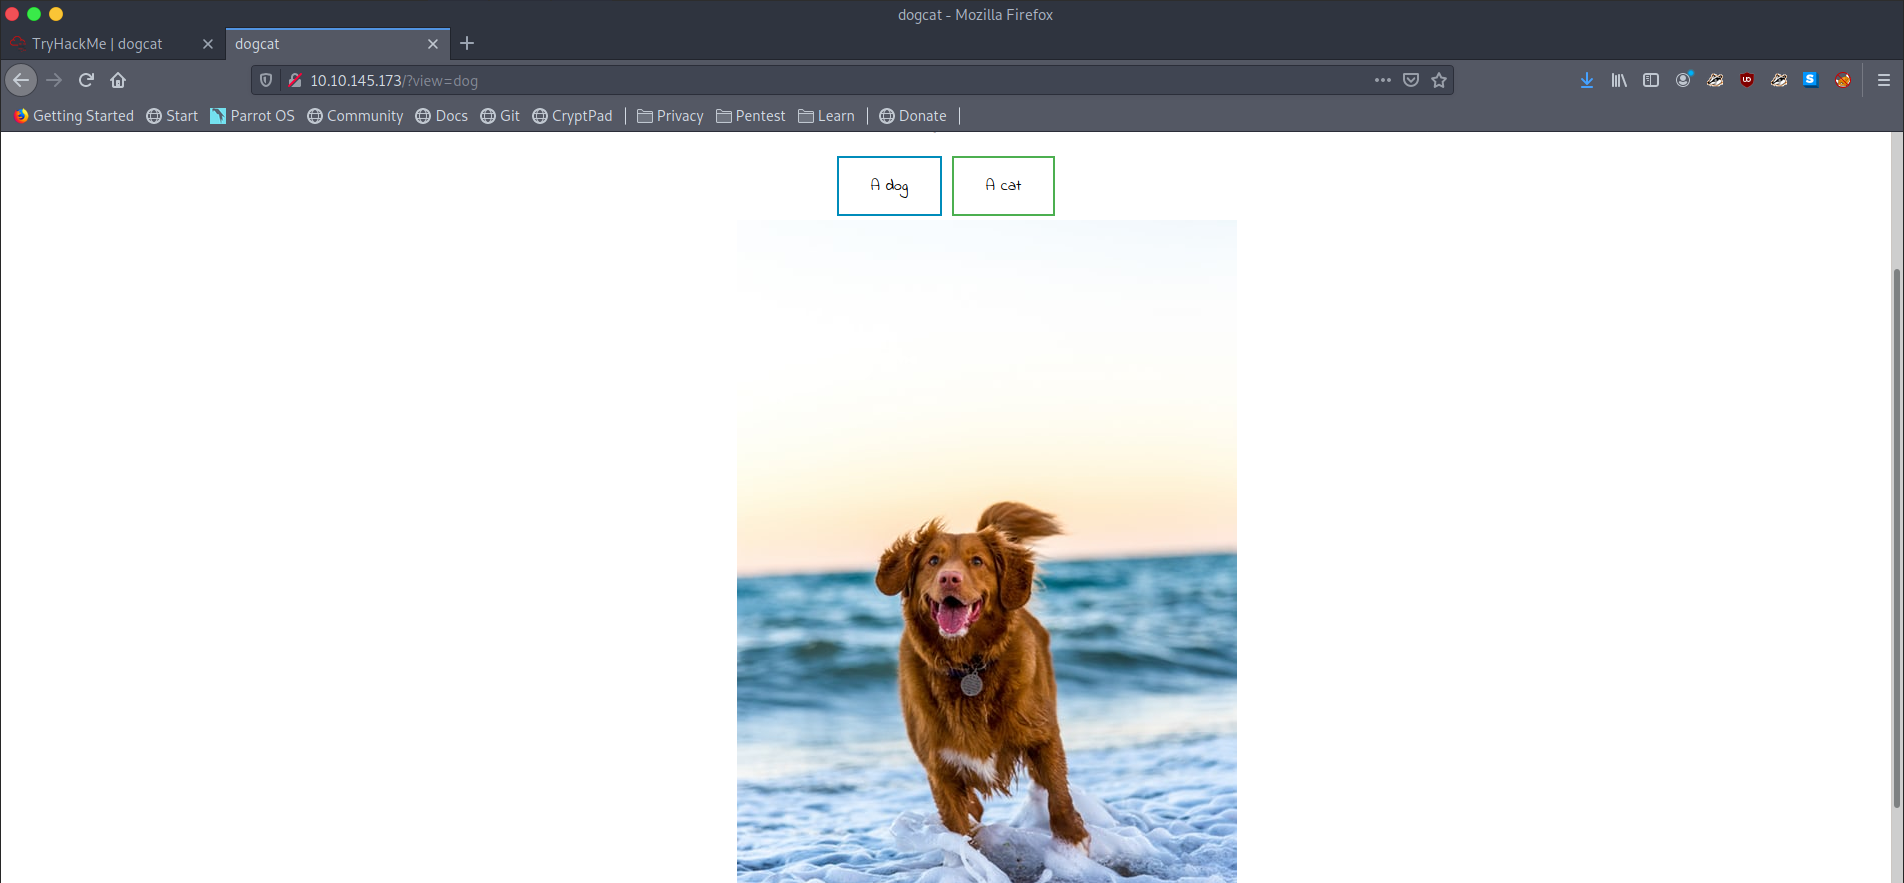 dogcat - Mozilla Firefox
TryHackMe | dogcat
dogcat
10.10.145.173/?view=dog
Getting Started Start Parrot OS Community Docs Git CryptPad Privacy Pentest Learn Donate
A dog A cat